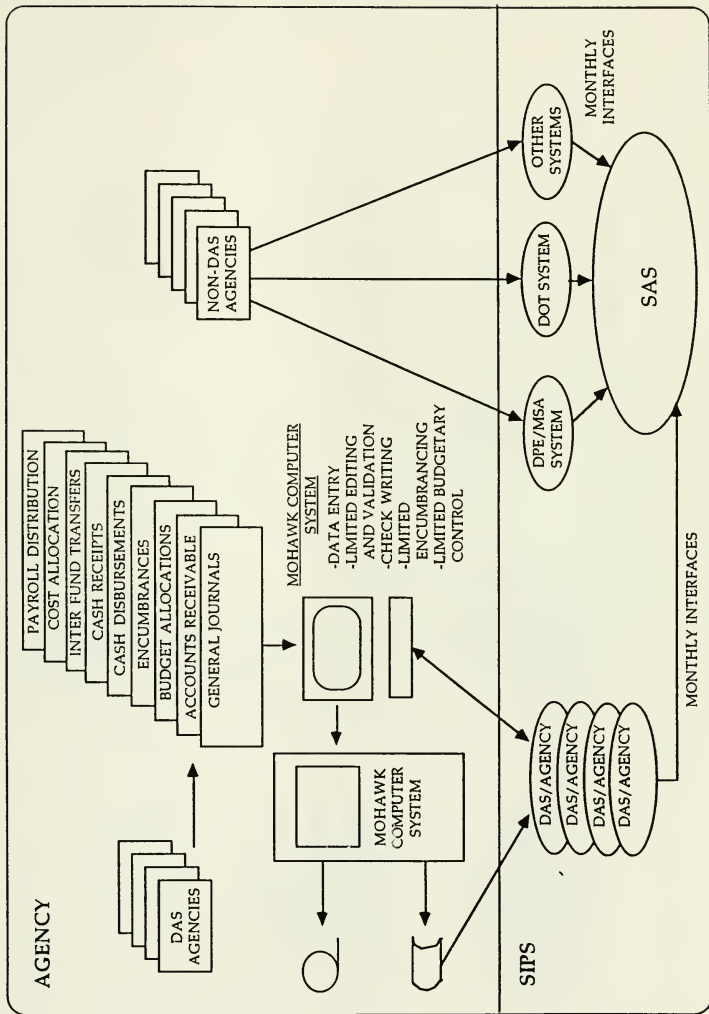 AGENCY
DAS
AGENCIES
PAYROLL DISTRIBUTION
COST ALLOCATION
INTER FUND TRANSFERS
CASH RECEIPTS
CASH DISBURSEMENTS
ENCUMBRANCES
BUDGET ALLOCATIONS
ACCOUNTS RECEIVABLE
GENERAL JOURNALS
NON-DAS
AGENCIES
MOHAWK COMPUTER
SYSTEM
-DATA ENTRY
-LIMITED EDITING
AND VALIDATION
-CHECK WRITING
-LIMITED
ENCUMBRANCING
-LIMITED BUDGETARY
CONTROL
MOHAWK
COMPUTER
SYSTEM
SIPS
DAS/AGENCY
DAS/AGENCY
DAS/AGENCY
DAS/AGENCY
MONTHLY INTERFACES
DPE/MSA
SYSTEM
DOT SYSTEM
OTHER
SYSTEMS
MONTHLY
INTERFACES
SAS